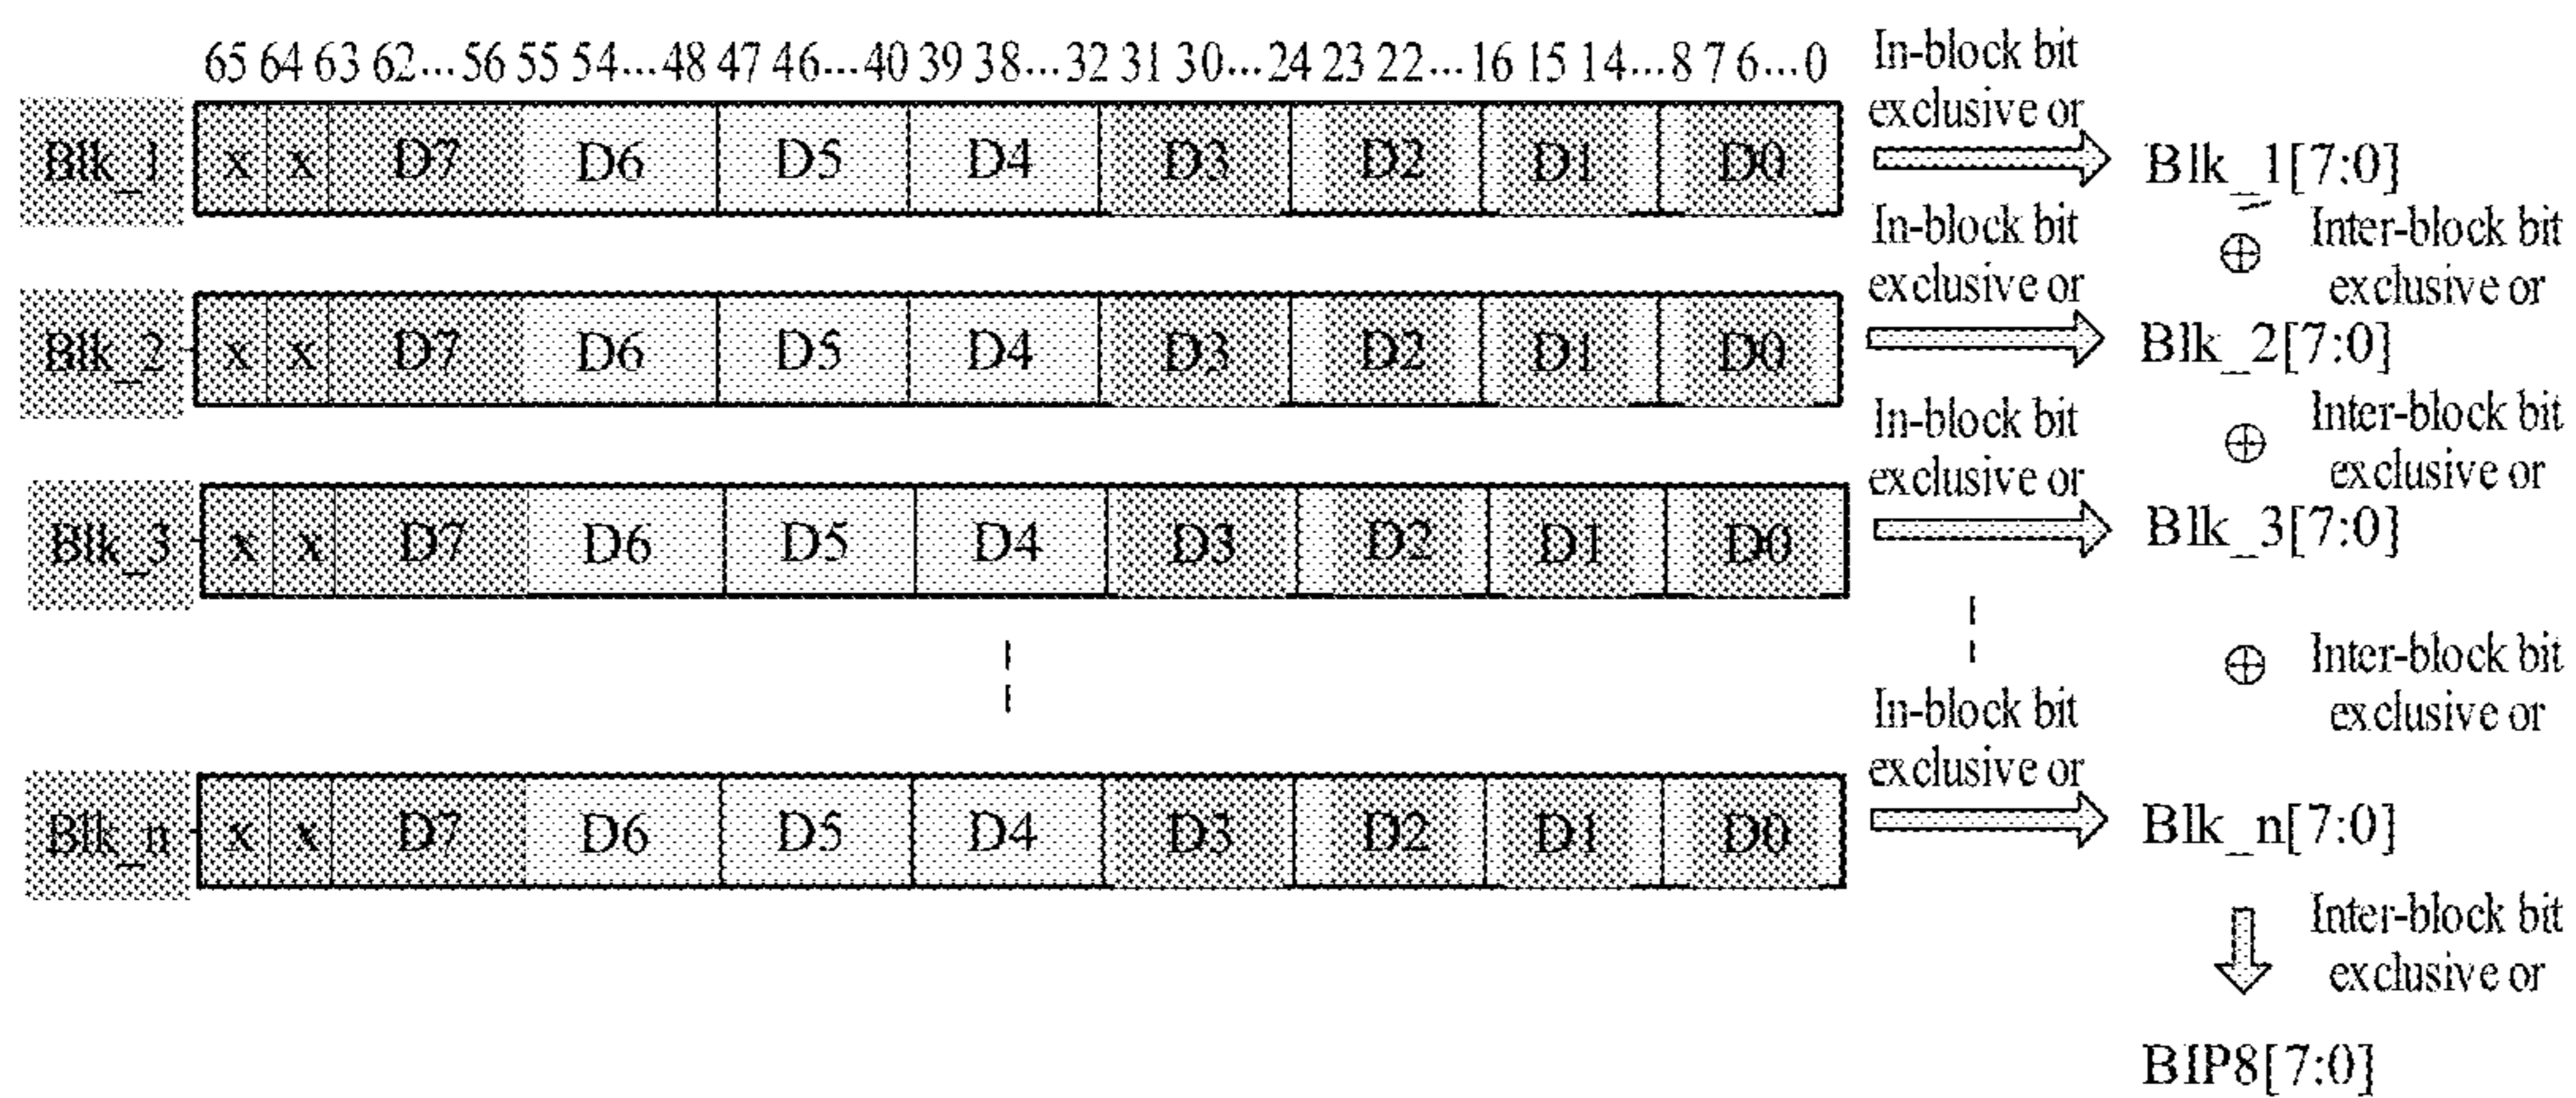 65 64 63 62...56 55 54...48 47 46...40 39 38...32 31 30...24 23 22...16 15 14...8 7 6...0
In-block bit
exclusive or
Blk_1 x x D7 D6 D5 D4 D3 D2 D1 D0
Blk_1[7:0]
In-block bit
exclusive or
⊕ Inter-block bit
exclusive or
Blk_2 x x D7 D6 D5 D4 D3 D2 D1 D0
Blk_2[7:0]
In-block bit
exclusive or
⊕ Inter-block bit
exclusive or
Blk_3 x x D7 D6 D5 D4 D3 D2 D1 D0
Blk_3[7:0]
⊕ Inter-block bit
exclusive or
In-block bit
exclusive or
Blk_n x x D7 D6 D5 D4 D3 D2 D1 D0
Blk_n[7:0]
Inter-block bit
exclusive or
BIP8[7:0]